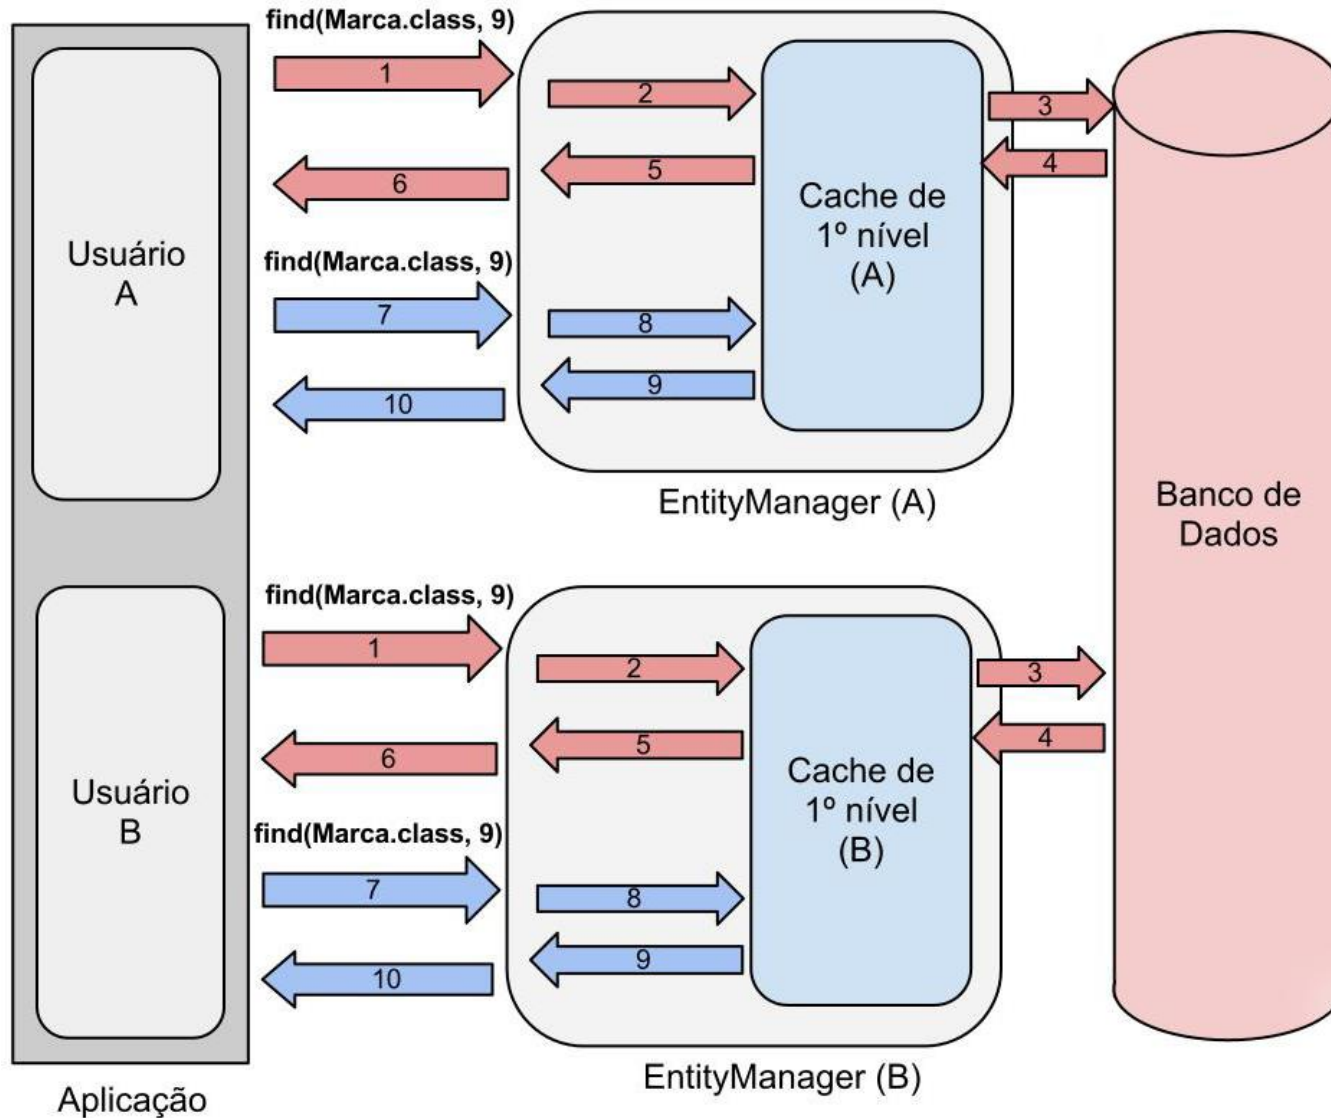 find(Marca.class, 9)
1
2
3
4
5
6
Usuário
A
Cache de
1º nível
(A)
find(Marca.class, 9)
7
8
9
10
EntityManager (A)
Banco de
Dados
find(Marca.class, 9)
1
2
3
4
5
6
Usuário
B
Cache de
1º nível
(B)
find(Marca.class, 9)
7
8
9
10
EntityManager (B)
Aplicação